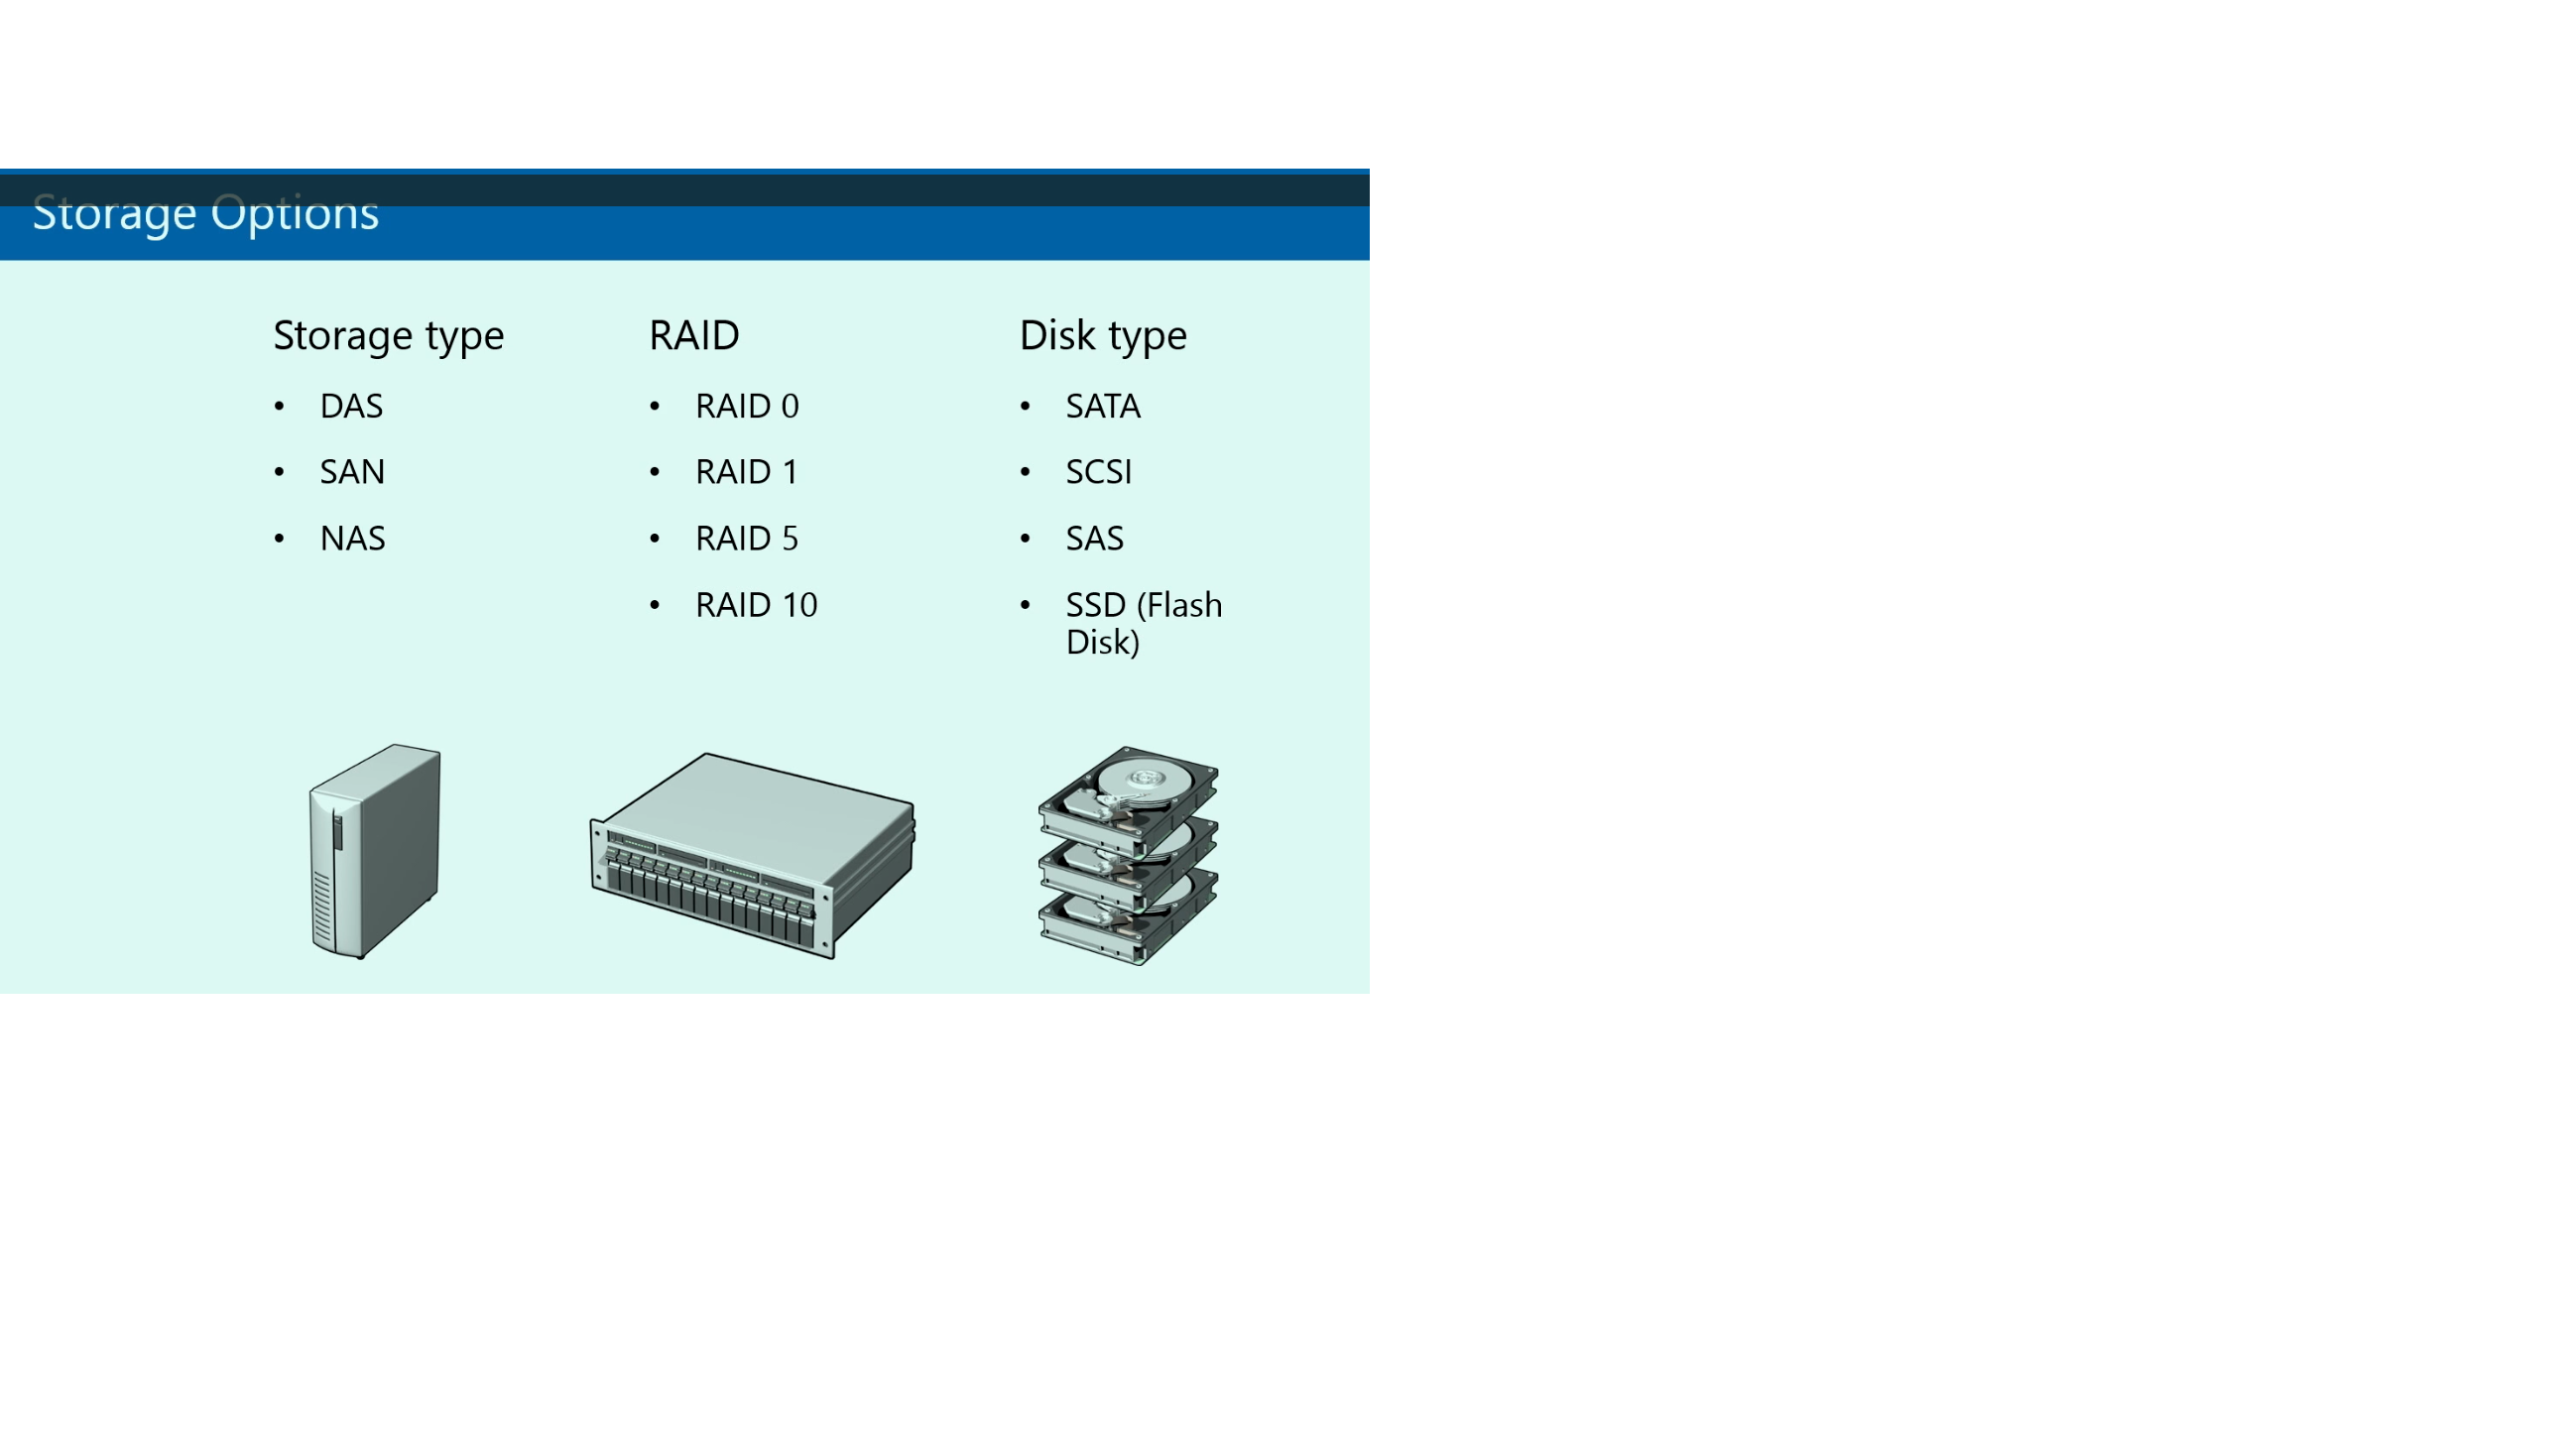 Storage Options
Storage type
• DAS
• SAN
• NAS
RAID
• RAID 0
• RAID 1
• RAID 5
• RAID 10
Disk type
• SATA
• SCSI
• SAS
• SSD (Flash
Disk)